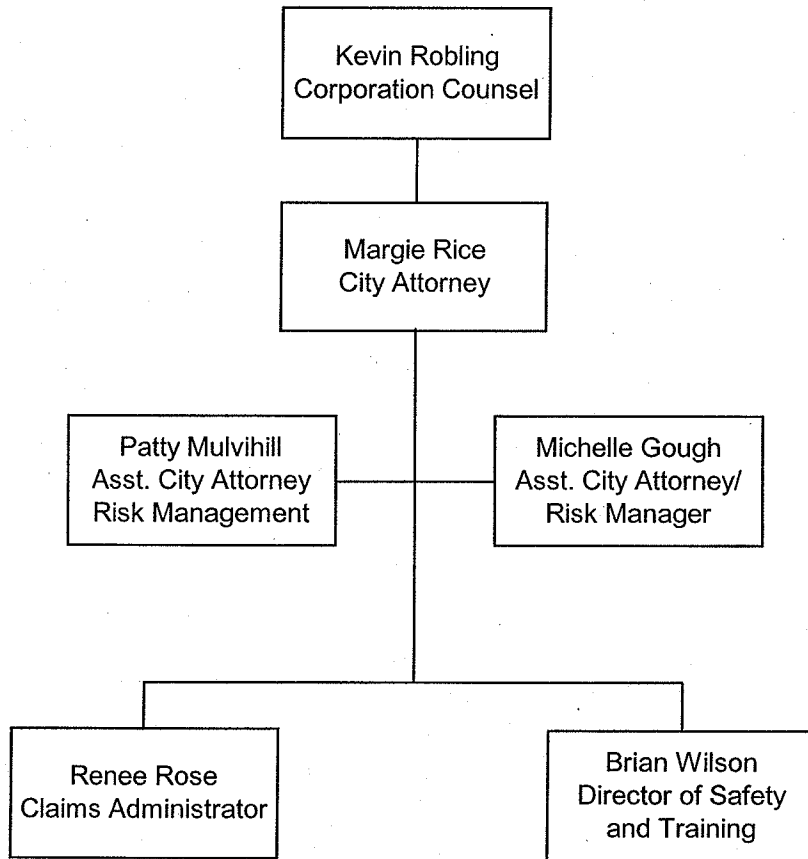 Kevin Robling
Corporation Counsel
Margie Rice
City Attorney
Patty Mulvihill
Asst. City Attorney
Risk Management
Michelle Gough
Asst. City Attorney/
Risk Manager
Renee Rose
Claims Administrator
Brian Wilson
Director of Safety
and Training